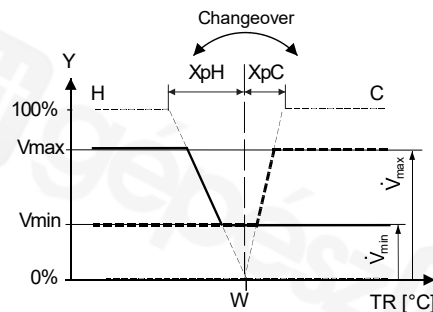 Changeover
Y
XpH
XpC
H
C
100%
Vmax
V̇max
Vmin
V̇min
0%
W
TR [°C]